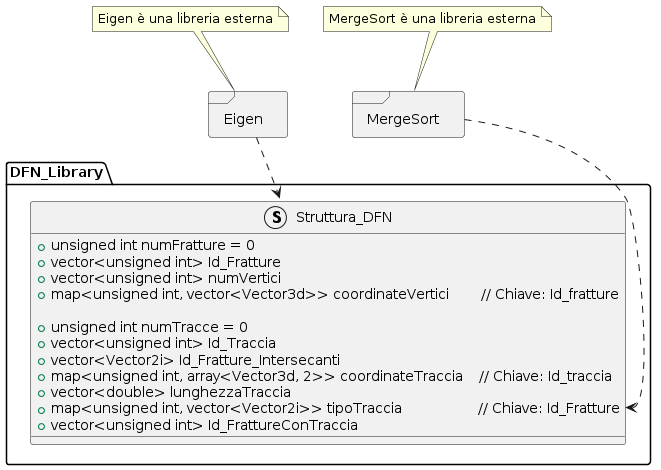 Eigen è una libreria esterna
MergeSort è una libreria esterna
Eigen
MergeSort
DFN_Library
S Struttura_DFN
unsigned int numFratture = 0
vector<unsigned int> Id_Fratture
vector<unsigned int> numVertici
map<unsigned int, vector<Vector3d>> coordinateVertici // Chiave: Id_fratture
unsigned int numTracce = 0
vector<unsigned int> Id_Traccia
vector<Vector2i> Id_Fratture_Intersecanti
map<unsigned int, array<Vector3d, 2>> coordinateTraccia // Chiave: Id_traccia
vector<double> lunghezzaTraccia
map<unsigned int, vector<Vector2i>> tipoTraccia // Chiave: Id_Fratture
vector<unsigned int> Id_FrattureConTraccia